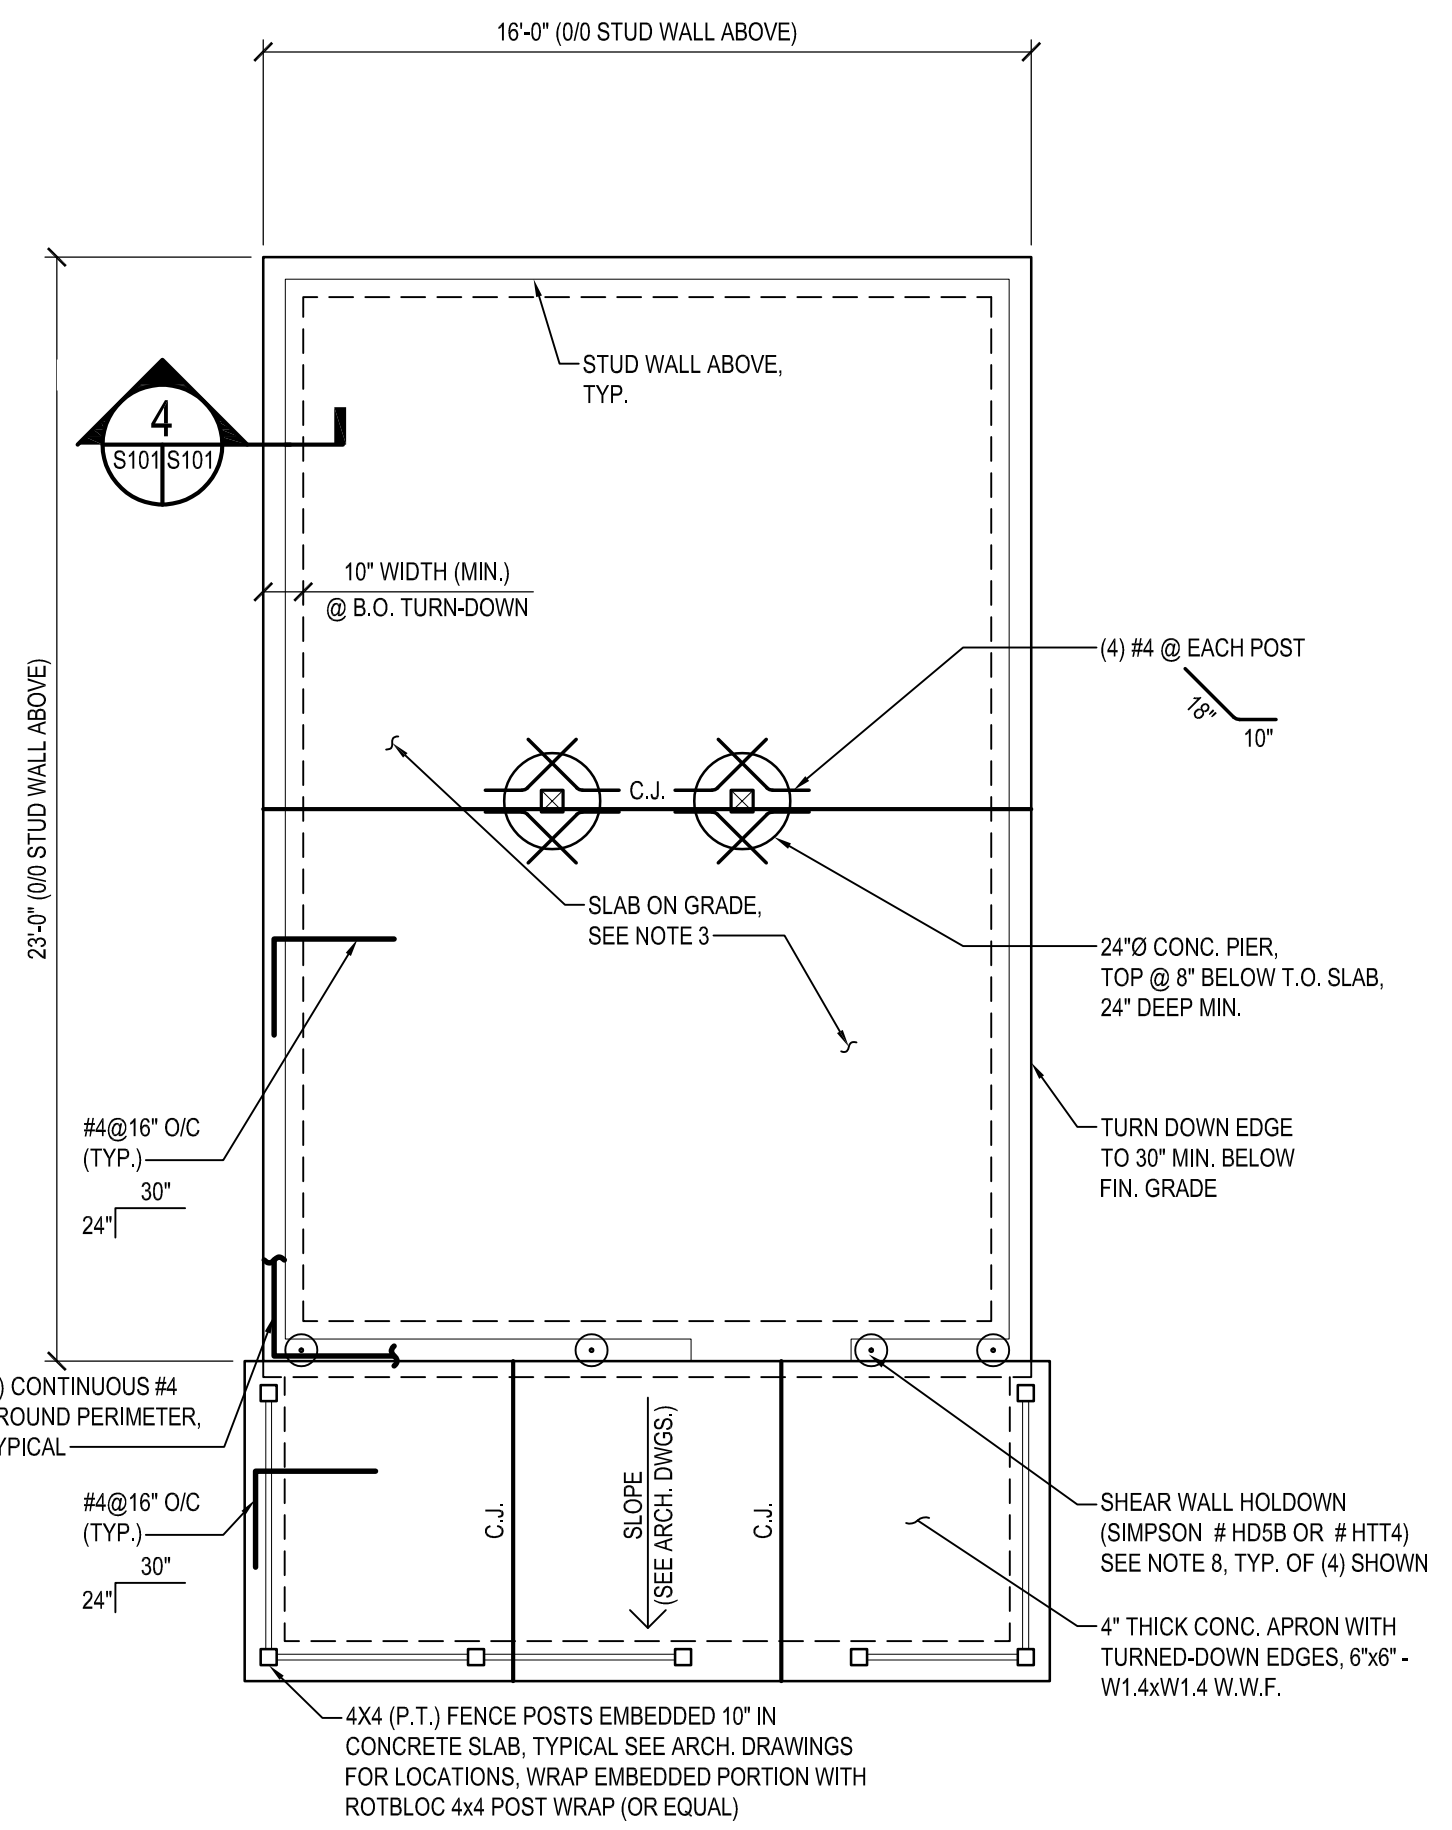 16'-0" (0/0 STUD WALL ABOVE)
STUD WALL ABOVE,
TYP.
4
S101 S101
10" WIDTH (MIN.)
@ B.O. TURN-DOWN
23'-0" (0/0 STUD WALL ABOVE)
(4) #4 @ EACH POST
18"
10"
C.J.
SLAB ON GRADE,
SEE NOTE 3
24"Ø CONC. PIER,
TOP @ 8" BELOW T.O. SLAB,
24" DEEP MIN.
#4@16" O/C
(TYP.)
30"
24"
TURN DOWN EDGE
TO 30" MIN. BELOW
FIN. GRADE
) CONTINUOUS #4
ROUND PERIMETER,
YPICAL
#4@16" O/C
(TYP.)
30"
24"
C.J.
SLOPE
(SEE ARCH. DWGS.)
C.J.
SHEAR WALL HOLDOWN
(SIMPSON # HD5B OR # HTT4)
SEE NOTE 8, TYP. OF (4) SHOWN
4" THICK CONC. APRON WITH
TURNED-DOWN EDGES, 6"x6" -
W1.4xW1.4 W.W.F.
4X4 (P.T.) FENCE POSTS EMBEDDED 10" IN
CONCRETE SLAB, TYPICAL SEE ARCH. DRAWINGS
FOR LOCATIONS, WRAP EMBEDDED PORTION WITH
ROTBLOC 4x4 POST WRAP (OR EQUAL)